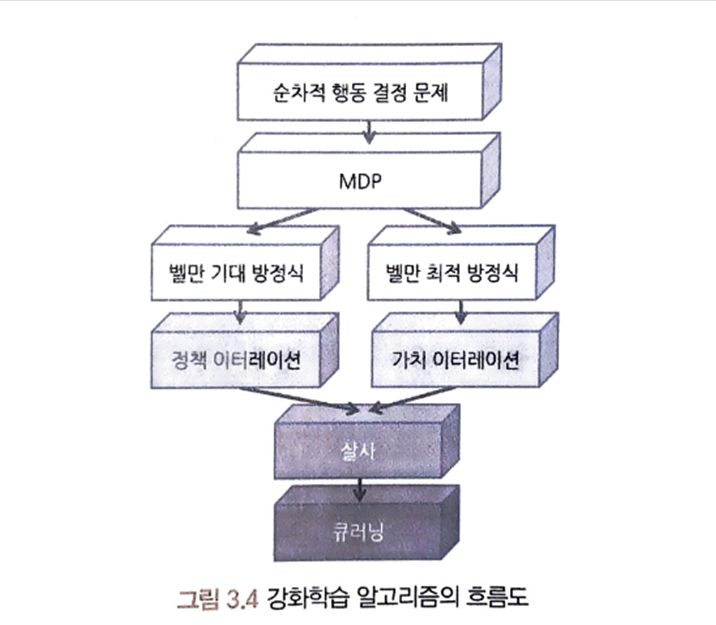 순차적 행동 결정 문제
MDP
벨만 기대 방정식
벨만 최적 방정식
정책 이터레이션
가치 이터레이션
살사
큐러닝
그림 3.4 강화학습 알고리즘의 흐름도